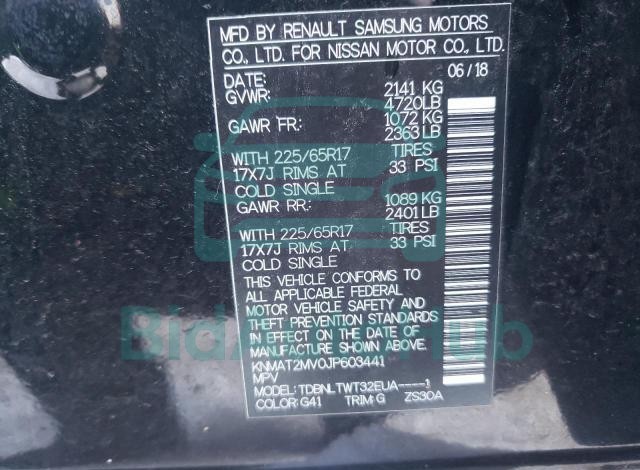 MFD BY RENAULT SAMSUNG MOTORS
CO., LTD. FOR NISSAN MOTOR CO., LTD.
06/18
DATE:
GVWR: 2141 KG
4720LB
GAWR FR: 1072 KG
2363 LB
WITH 225/65R17 TIRES
17X7J RIMS AT 33 PSI
COLD SINGLE
GAWR RR: 1089 KG
2401 LB
WITH 225/65R17 TIRES
17X7J RIMS AT 33 PSI
COLD SINGLE
THIS VEHICLE CONFORMS TO
ALL APPLICABLE FEDERAL
MOTOR VEHICLE SAFETY AND
THEFT PREVENTION STANDARDS
IN EFFECT ON THE DATE OF
MANUFACTURE SHOWN ABOVE.
KNMAT2MV0JP603441
MPV
MODEL: TDBNLTWT32EUA----1
COLOR: G41 TRIM: G ZS30A